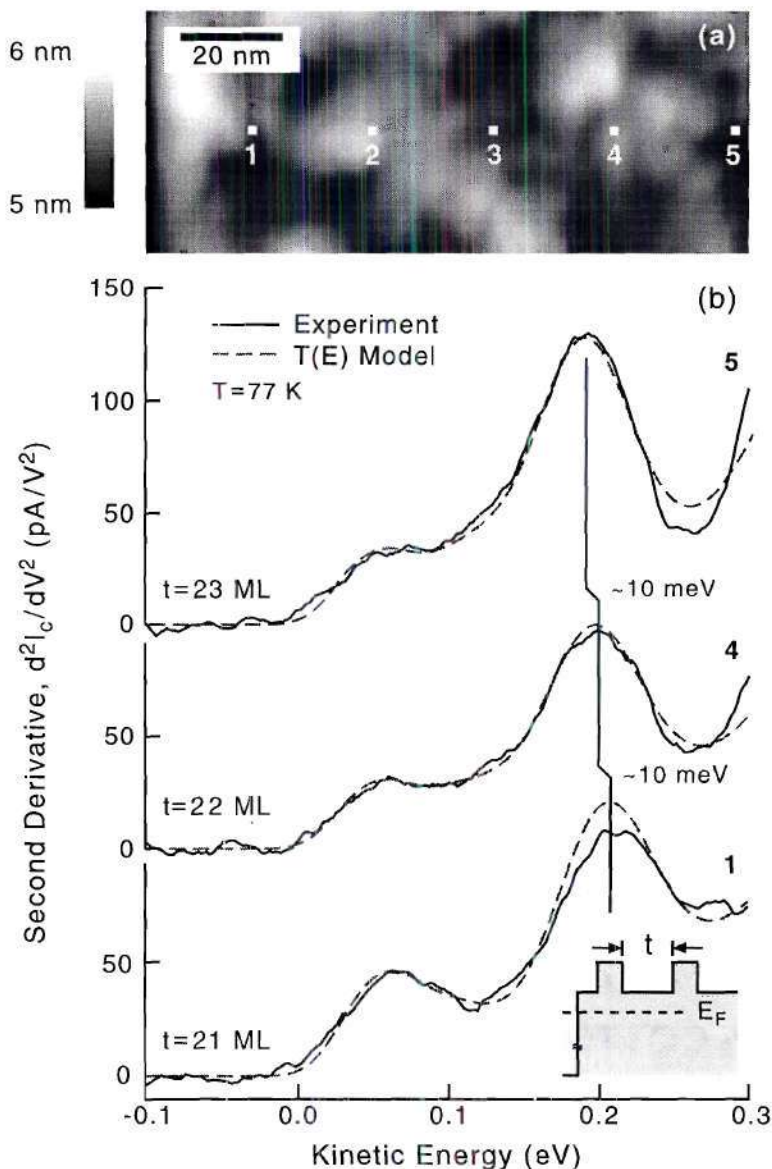 6 nm
5 nm
20 nm
(a)
1
2
3
4
5
(b)
Second Derivative, d²I_c/dV² (pA/V²)
150
100
50
0
50
0
50
0
Experiment
T(E) Model
T=77 K
5
t=23 ML
~10 meV
4
t=22 ML
~10 meV
1
t=21 ML
t
E_F
-0.1
0.0
0.1
0.2
0.3
Kinetic Energy (eV)